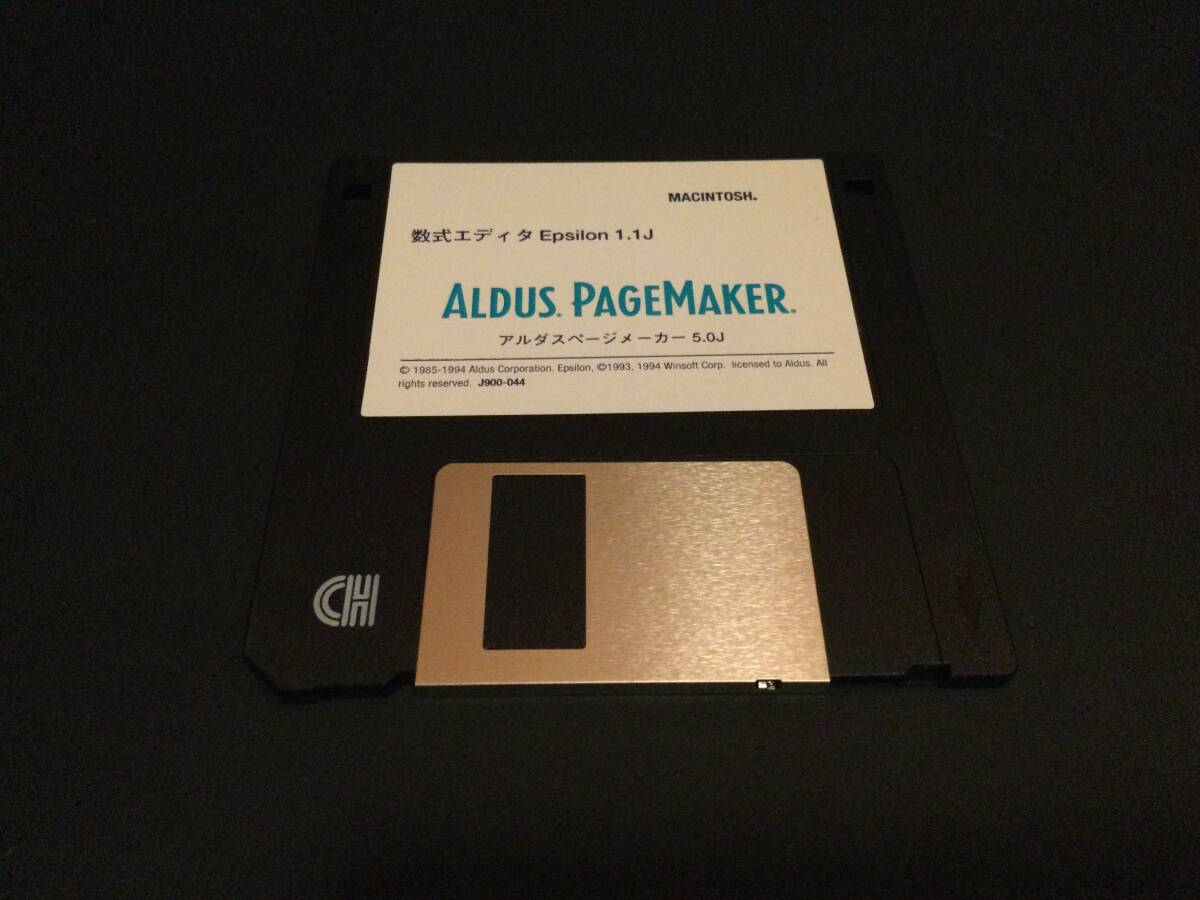 MACINTOSH.
数式エディタ Epsilon 1.1J
ALDUS. PAGEMAKER.
アルダスページメーカー 5.0J
© 1985-1994 Aldus Corporation. Epsilon, ©1993, 1994 Winsoft Corp. licensed to Aldus. All
rights reserved. J900-044
CH